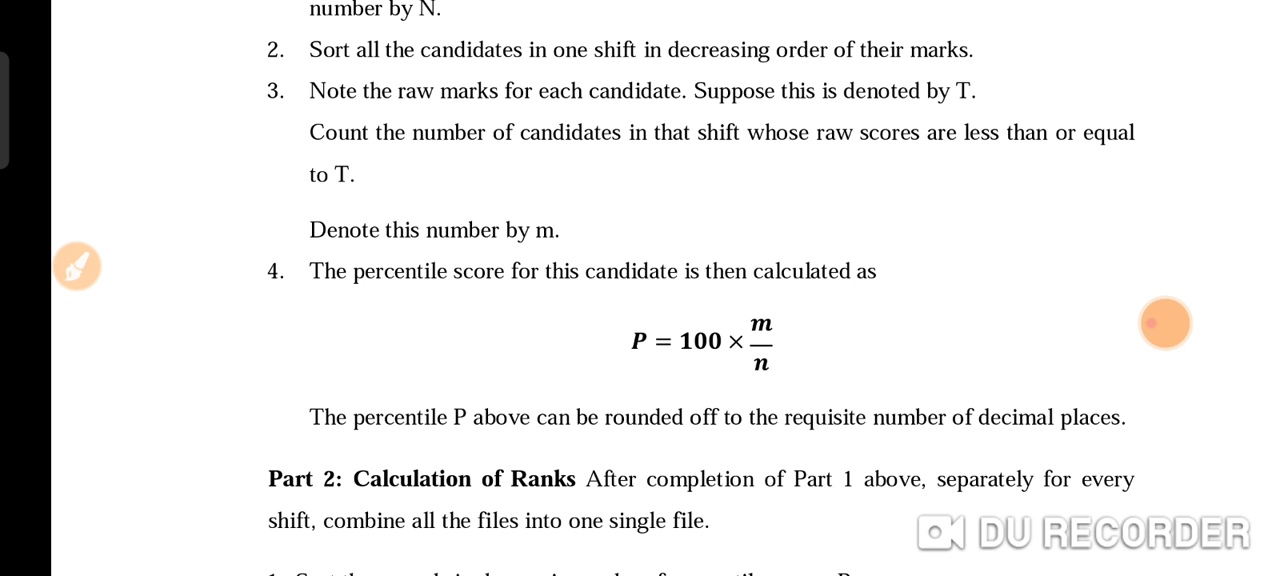 number by N.
2. Sort all the candidates in one shift in decreasing order of their marks.
3. Note the raw marks for each candidate. Suppose this is denoted by T.
Count the number of candidates in that shift whose raw scores are less than or equal
to T.
Denote this number by m.
4. The percentile score for this candidate is then calculated as
P = 100 × m/n
The percentile P above can be rounded off to the requisite number of decimal places.
Part 2: Calculation of Ranks After completion of Part 1 above, separately for every
shift, combine all the files into one single file.
DU RECORDER